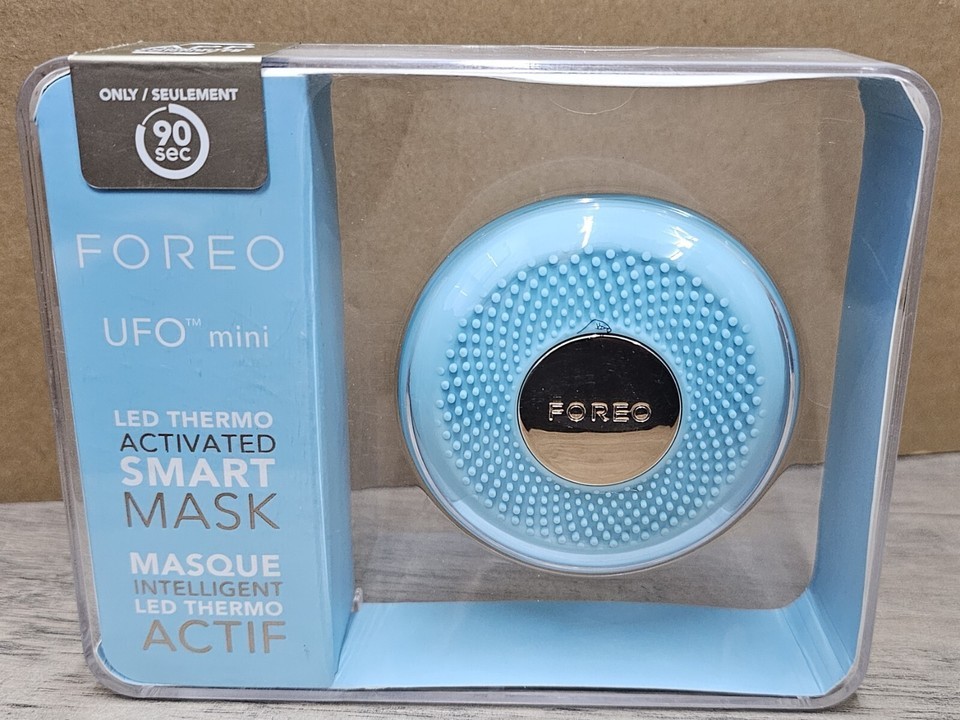 ONLY / SEULEMENT
90
sec
FOREO
UFO™ mini
LED THERMO
ACTIVATED
SMART
MASK
MASQUE
INTELLIGENT
LED THERMO
ACTIF
FOREO